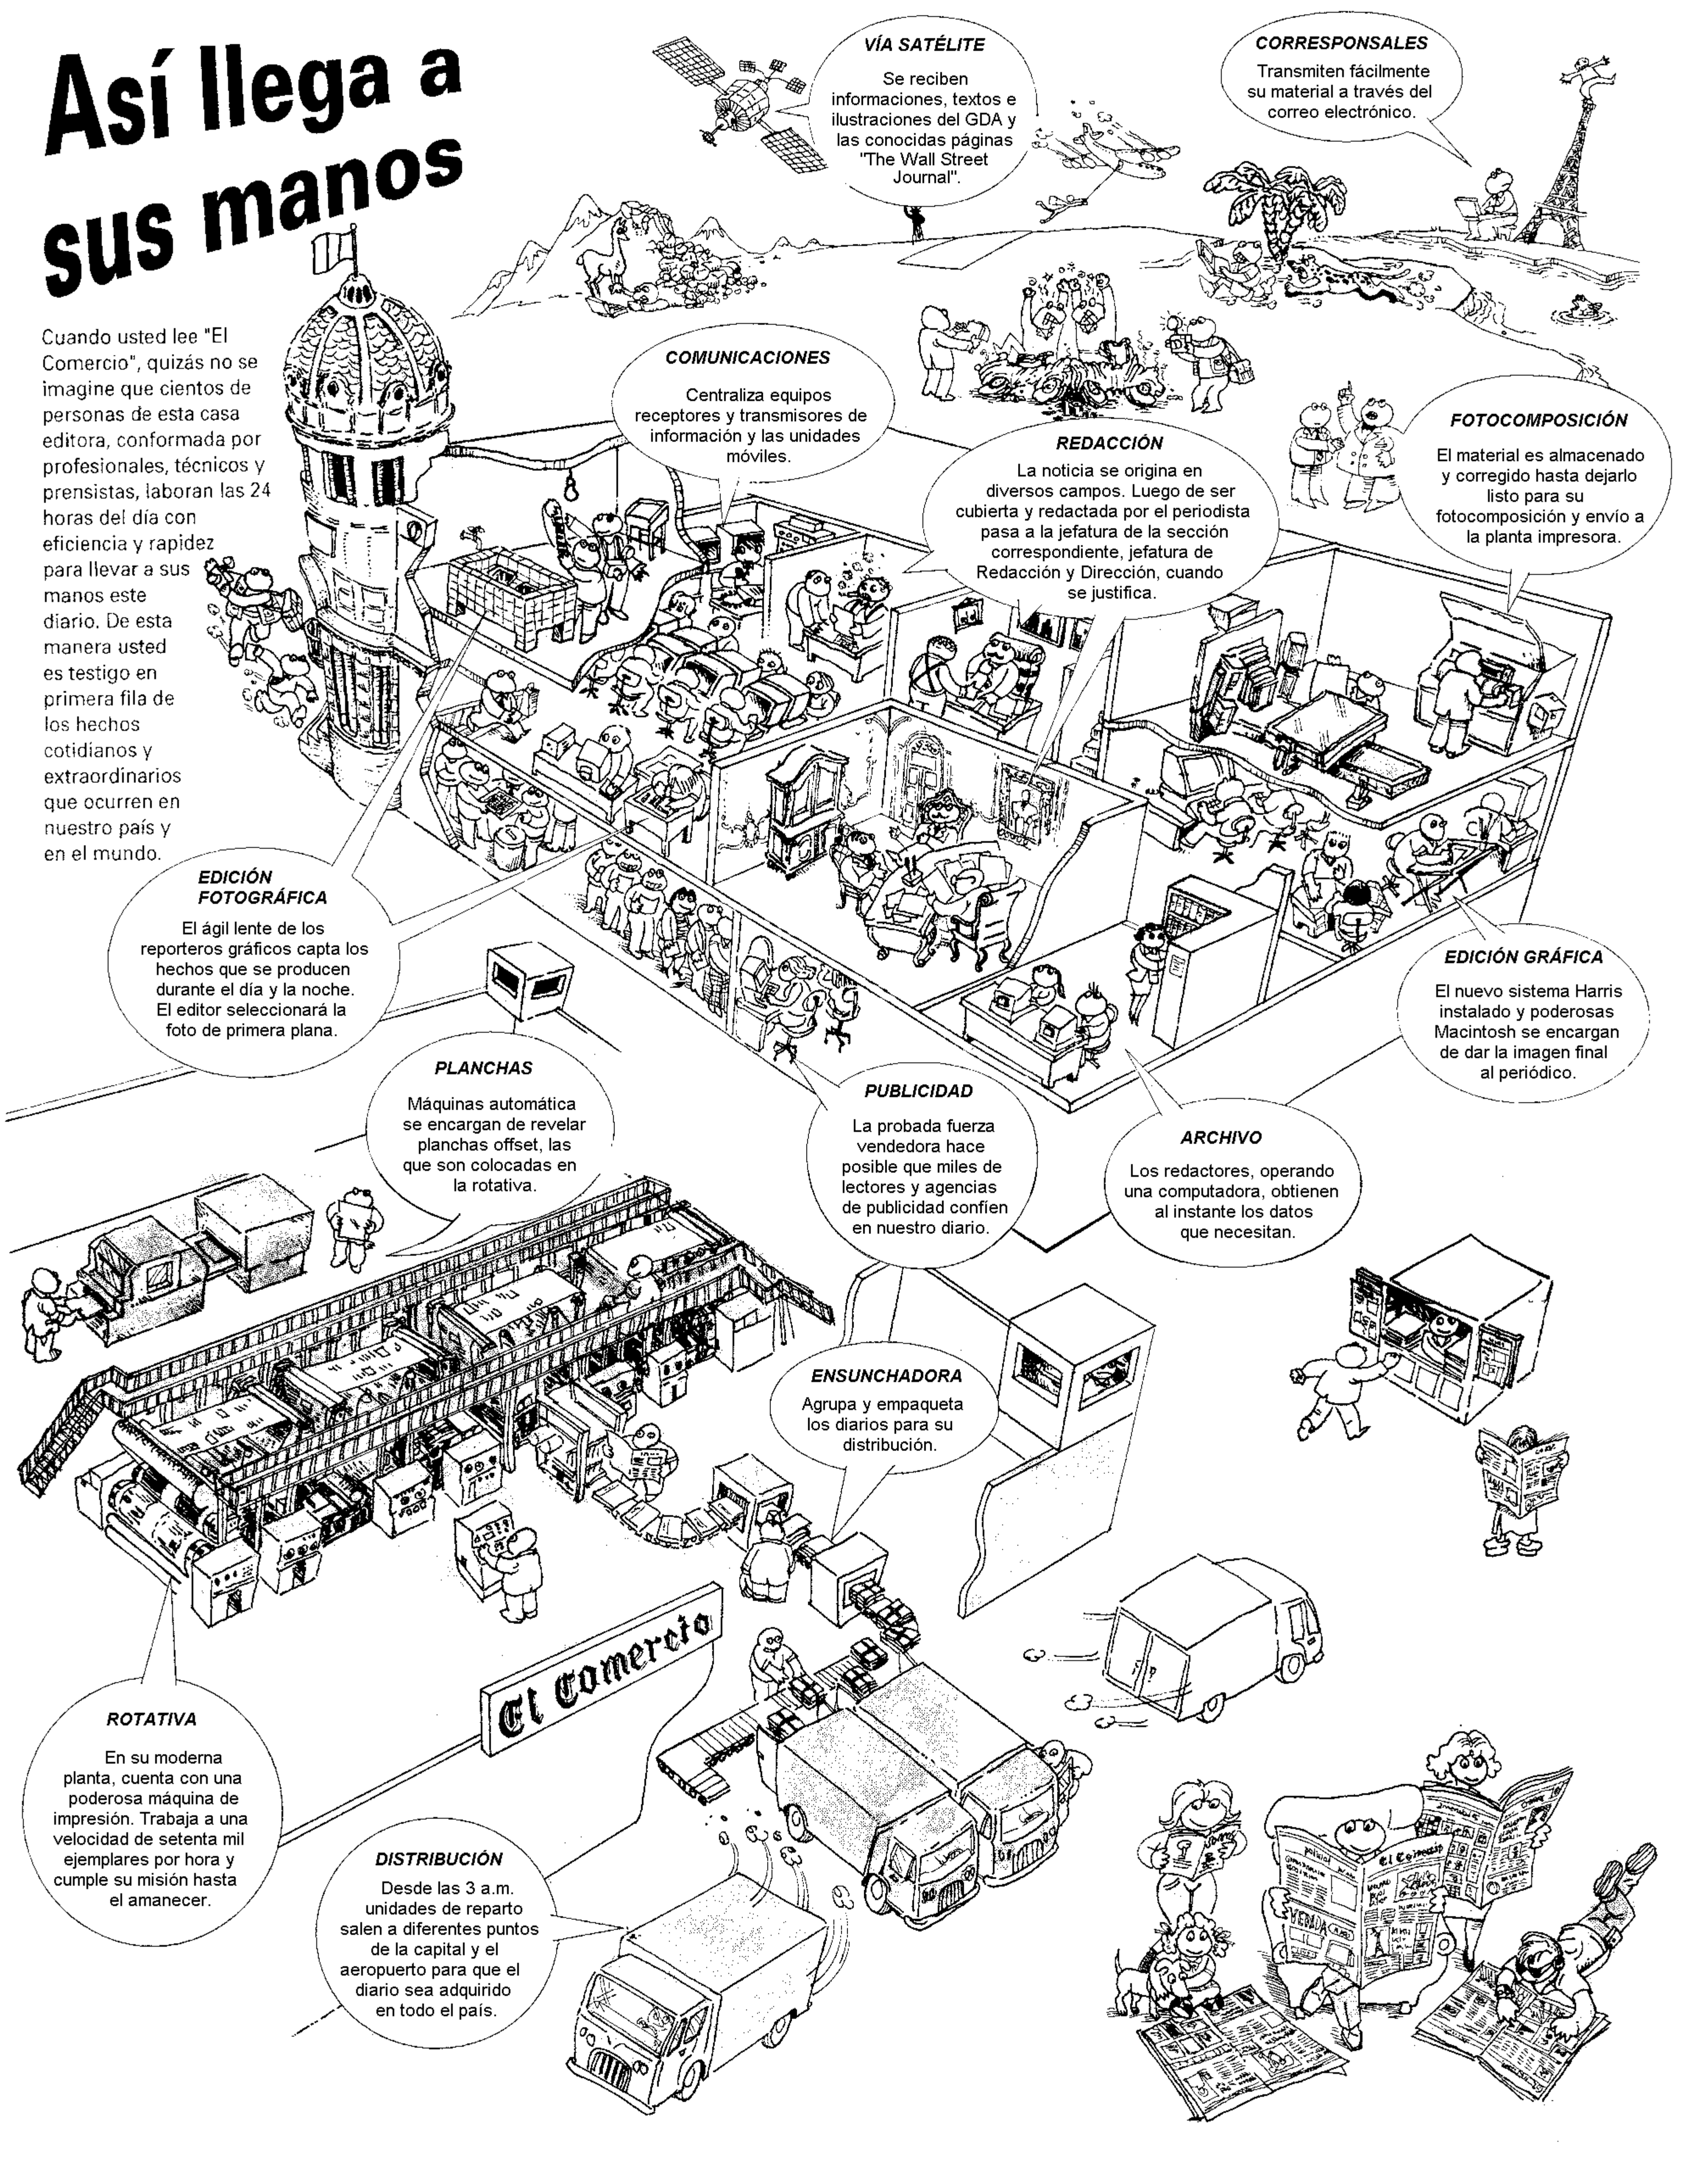 Así llega a
sus manos
Cuando usted lee "El
Comercio", quizás no se
imagine que cientos de
personas de esta casa
editora, conformada por
profesionales, técnicos y
prensistas, laboran las 24
horas del día con
eficiencia y rapidez
para llevar a sus
manos este
diario. De esta
manera usted
es testigo en
primera fila de
los hechos
cotidianos y
extraordinarios
que ocurren en
nuestro país y
en el mundo.
VÍA SATÉLITE
Se reciben
informaciones, textos e
ilustraciones del GDA y
las conocidas páginas
"The Wall Street
Journal".
CORRESPONSALES
Transmiten fácilmente
su material a través del
correo electrónico.
COMUNICACIONES
Centraliza equipos
receptores y transmisores de
información y las unidades
móviles.
REDACCIÓN
La noticia se origina en
diversos campos. Luego de ser
cubierta y redactada por el periodista
pasa a la jefatura de la sección
correspondiente, jefatura de
Redacción y Dirección, cuando
se justifica.
FOTOCOMPOSICIÓN
El material es almacenado
y corregido hasta dejarlo
listo para su
fotocomposición y envío a
la planta impresora.
EDICIÓN
FOTOGRÁFICA
El ágil lente de los
reporteros gráficos capta los
hechos que se producen
durante el día y la noche.
El editor seleccionará la
foto de primera plana.
EDICIÓN GRÁFICA
El nuevo sistema Harris
instalado y poderosas
Macintosh se encargan
de dar la imagen final
al periódico.
PLANCHAS
Máquinas automática
se encargan de revelar
planchas offset, las
que son colocadas en
la rotativa.
PUBLICIDAD
La probada fuerza
vendedora hace
posible que miles de
lectores y agencias
de publicidad confíen
en nuestro diario.
ARCHIVO
Los redactores, operando
una computadora, obtienen
al instante los datos
que necesitan.
ENSUNCHADORA
Agrupa y empaqueta
los diarios para su
distribución.
El Comercio
ROTATIVA
En su moderna
planta, cuenta con una
poderosa máquina de
impresión. Trabaja a una
velocidad de setenta mil
ejemplares por hora y
cumple su misión hasta
el amanecer.
DISTRIBUCIÓN
Desde las 3 a.m.
unidades de reparto
salen a diferentes puntos
de la capital y el
aeropuerto para que el
diario sea adquirido
en todo el país.
El Comercio